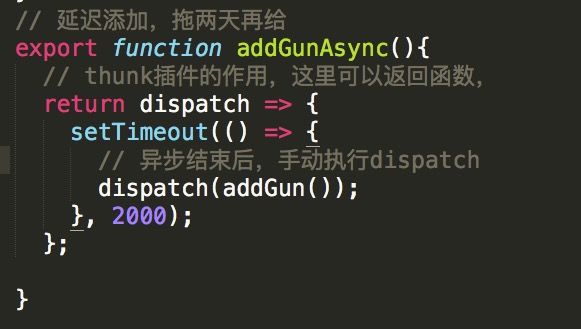 // 延迟添加，拖两天再给
export function addGunAsync(){
// thunk插件的作用，这里可以返回函数，
return dispatch => {
setTimeout(() => {
// 异步结束后，手动执行dispatch
dispatch(addGun());
}, 2000);
};
}